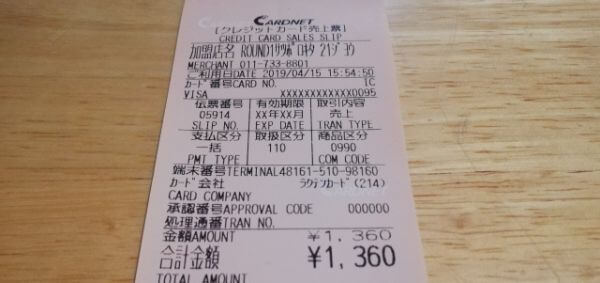 CARDNET
[クレジットカード売上票]
CREDIT CARD SALES SLIP
加盟店名 ROUND1ｻﾂﾎﾟﾛｷﾀ 21ｼﾞﾖｳ
MERCHANT 011-733-8801
ご利用日DATE 2019/04/15 15:54:50
ｶｰﾄﾞ番号CARD NO. IC
VISA XXXXXXXXXXXX0095
伝票番号 有効期限 取引内容
05914 XX年XX月 売上
SLIP NO. EXP DATE TRAN TYPE
支払区分 取扱区分 商品区分
一括 110 0990
PMT TYPE COM CODE
端末番号TERMINAL48161-510-98160
ｶｰﾄﾞ会社 ﾗｸﾃﾝｶｰﾄﾞ(214)
CARD COMPANY
承認番号APPROVAL CODE 000000
処理通番TRAN NO.
金額AMOUNT ¥1,360
合計金額 ¥1,360
TOTAL AMOUNT